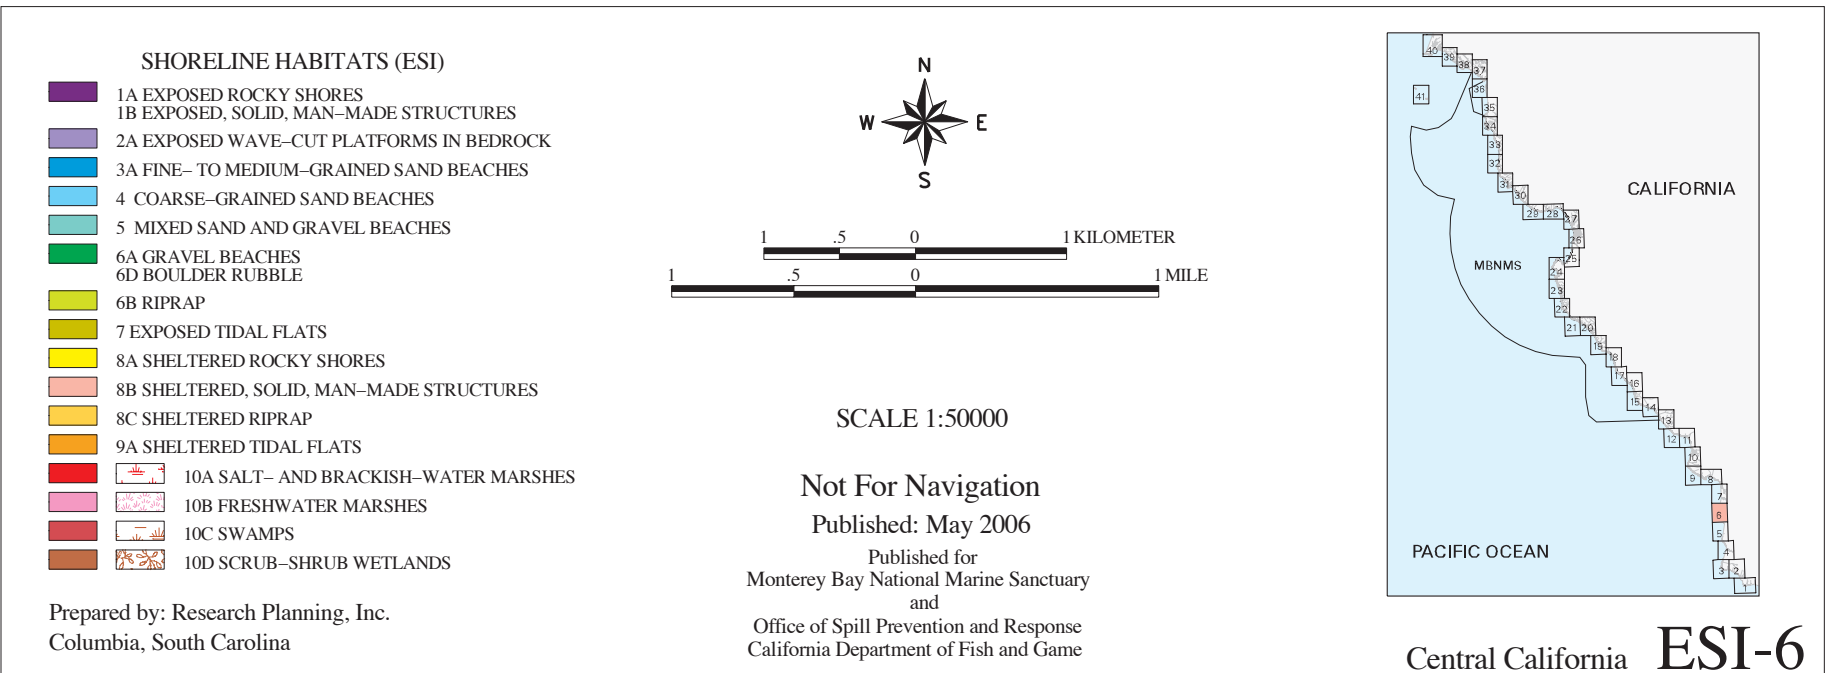 SHORELINE HABITATS (ESI)
1A EXPOSED ROCKY SHORES
1B EXPOSED, SOLID, MAN–MADE STRUCTURES
2A EXPOSED WAVE–CUT PLATFORMS IN BEDROCK
3A FINE– TO MEDIUM–GRAINED SAND BEACHES
4 COARSE–GRAINED SAND BEACHES
5 MIXED SAND AND GRAVEL BEACHES
6A GRAVEL BEACHES
6D BOULDER RUBBLE
6B RIPRAP
7 EXPOSED TIDAL FLATS
8A SHELTERED ROCKY SHORES
8B SHELTERED, SOLID, MAN–MADE STRUCTURES
8C SHELTERED RIPRAP
9A SHELTERED TIDAL FLATS
10A SALT– AND BRACKISH–WATER MARSHES
10B FRESHWATER MARSHES
10C SWAMPS
10D SCRUB–SHRUB WETLANDS
Prepared by: Research Planning, Inc.
Columbia, South Carolina
N
W E
S
1 .5 0 1 KILOMETER
1 .5 0 1 MILE
SCALE 1:50000
Not For Navigation
Published: May 2006
Published for
Monterey Bay National Marine Sanctuary
and
Office of Spill Prevention and Response
California Department of Fish and Game
40
39
38
37
36
41
35
34
33
32
31
30
29 28
27
26
25
24
23
22
21 20
19
18
17
16
15
14
13
12 11
10
9 8
7
6
5
4
3 2
1
CALIFORNIA
MBNMS
PACIFIC OCEAN
Central California ESI-6